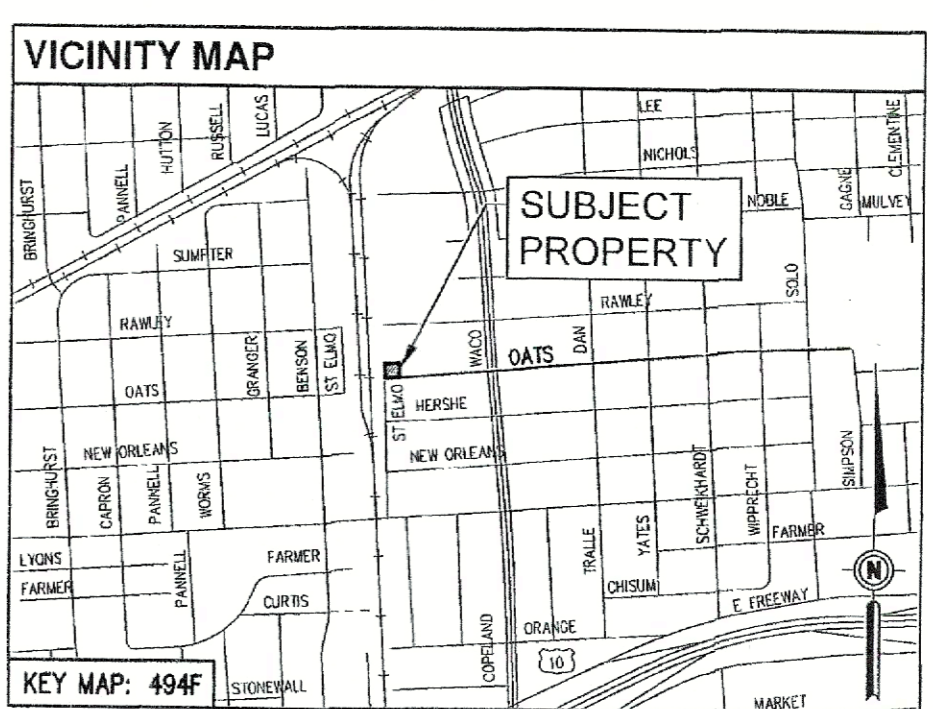 VICINITY MAP
LEE
CLEMENTINE
LUCAS
RUSSELL
HUTTON
NICHOLS
PANNELL
BRINGHURST
SUBJECT
PROPERTY
NOBLE
GAGNE
MULVEY
SUMPTER
SOLO
RAWLEY
RAWLEY
WACO
OATS
DAN
GRANGER
BENSON
ST ELMO
OATS
ST ELMO
HERSHE
NEW ORLEANS
NEW ORLEANS
BRINGHURST
CAPRON
PANNELL
WORMS
SCHWEIKHARDT
WIPPRECHT
SIMPSON
TRALLE
YATES
FARMER
LYONS
FARMER
FARMER
PANNELL
CHISUM
N
CURTIS
E FREEWAY
ORANGE
COPELAND
10
KEY MAP: 494F
STONEWALL
MARKET